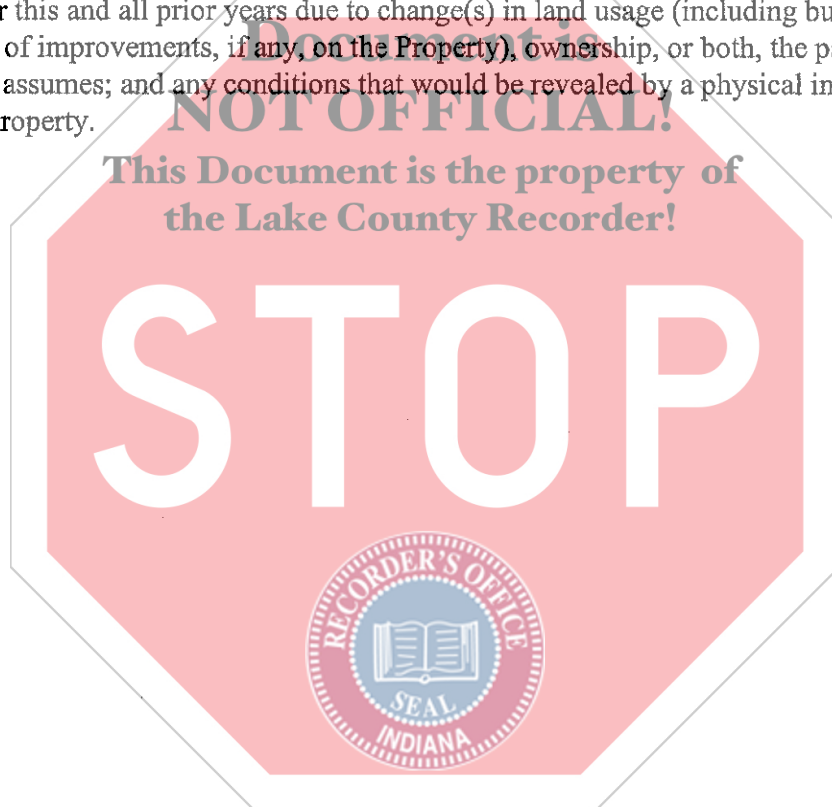 r this and all prior years due to change(s) in land usage (including bu
of improvements, if any, on the Property), ownership, or both, the p
assumes; and any conditions that would be revealed by a physical in
roperty.
Document is
NOT OFFICIAL!
This Document is the property of
the Lake County Recorder!
STOP
RECORDER'S OFFICE
SEAL
INDIANA